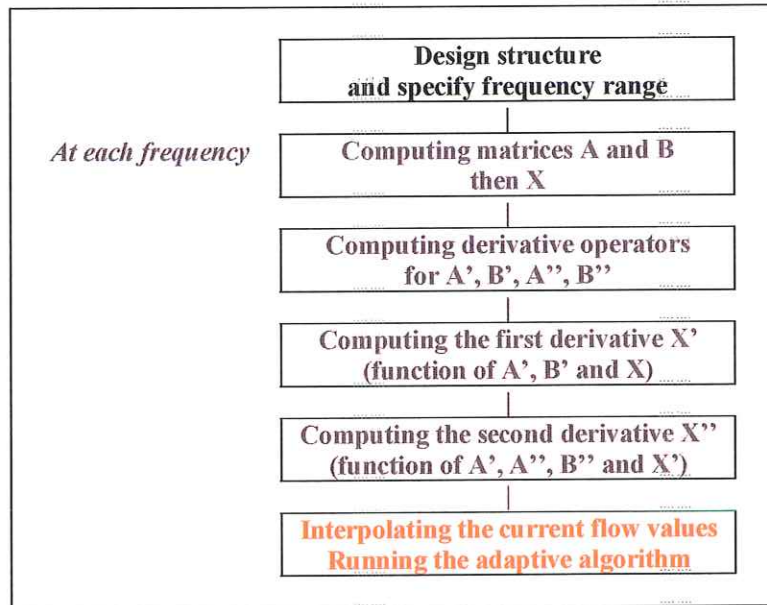 Design structure
and specify frequency range
At each frequency
Computing matrices A and B
then X
Computing derivative operators
for A’, B’, A’’, B’’
Computing the first derivative X’
(function of A’, B’ and X)
Computing the second derivative X’’
(function of A’, A’’, B’’ and X’)
Interpolating the current flow values
Running the adaptive algorithm